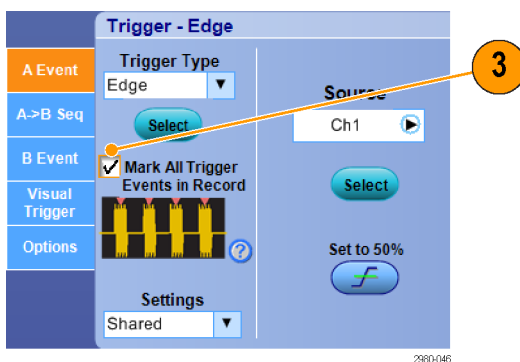 Trigger - Edge
A Event
A->B Seq
B Event
Visual
Trigger
Options
Trigger Type
Edge
Select
Mark All Trigger
Events in Record
?
Settings
Shared
3
Source
Ch1
Select
Set to 50%
2980-046